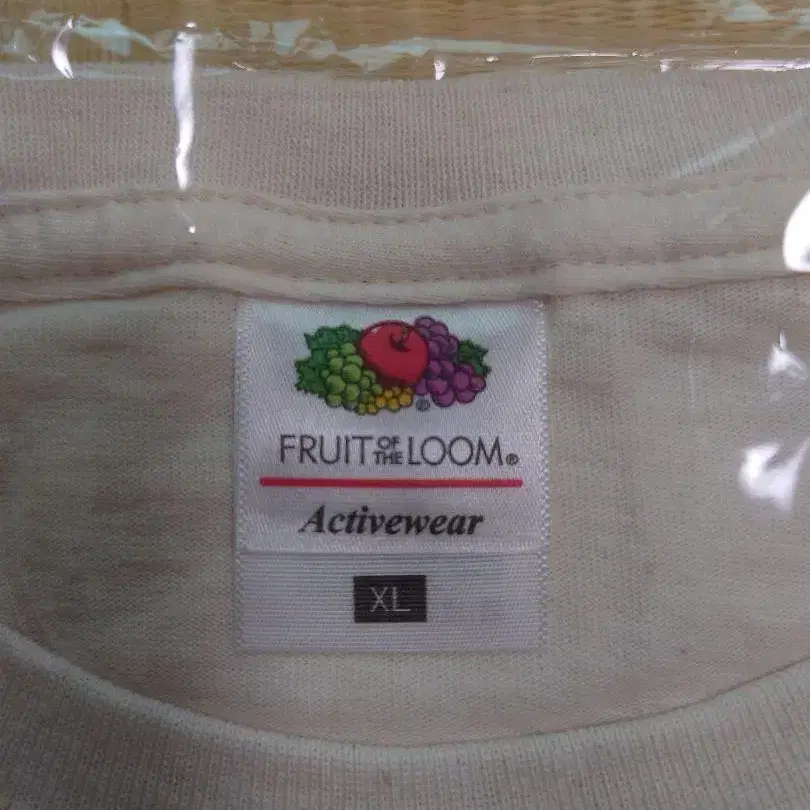 ®
FRUIT OF THE LOOM®
Activewear
XL